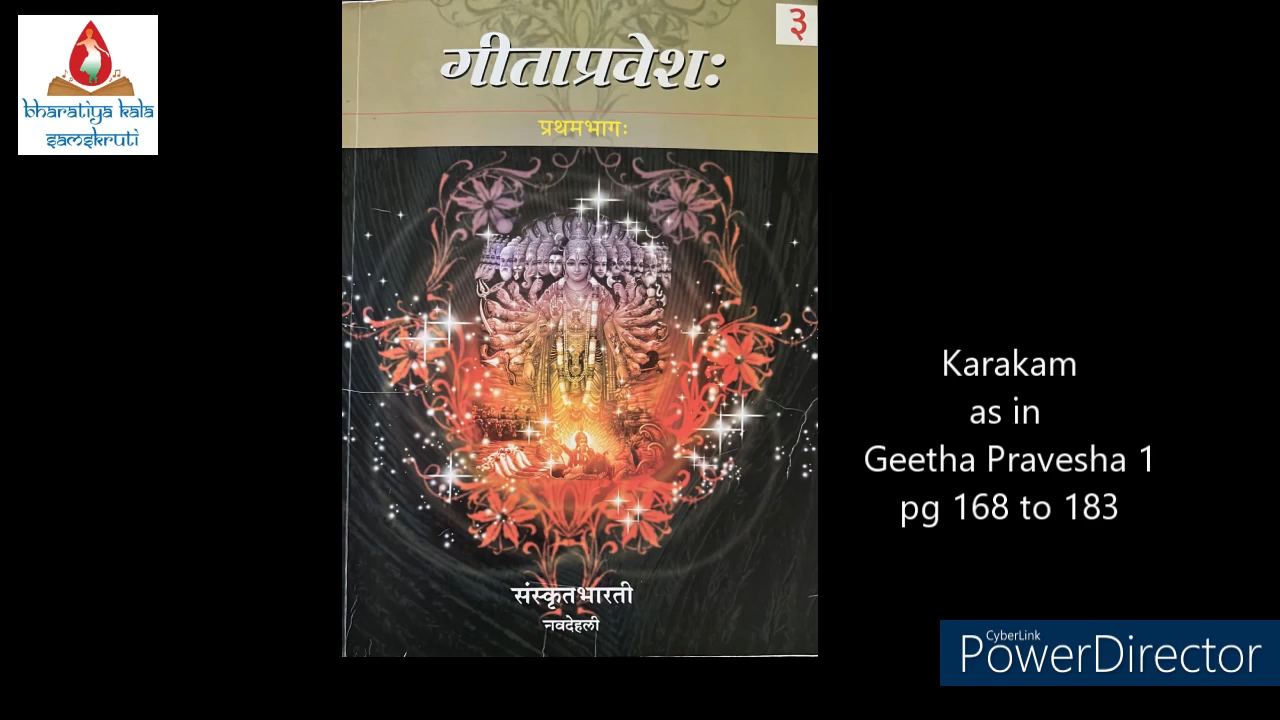 bharatiya kala
samskruti
३
गीताप्रवेशः
प्रथमभागः
संस्कृतभारती
नवदेहली
Karakam
as in
Geetha Pravesha 1
pg 168 to 183
CyberLink
PowerDirector